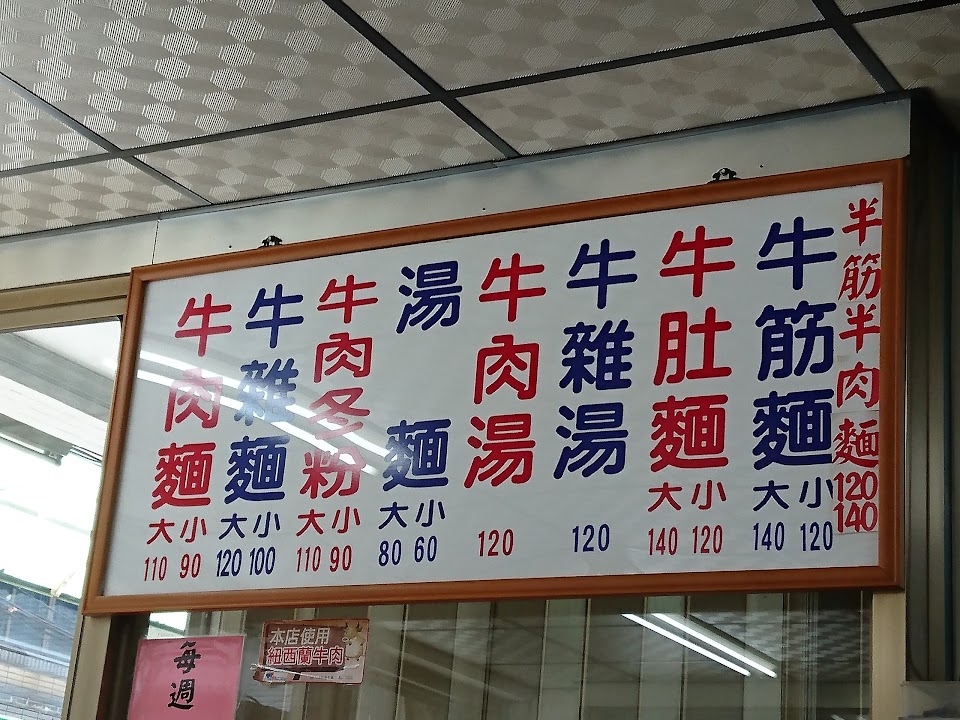 牛肉麵
大 小
110 90
牛雜麵
大 小
120 100
牛肉冬粉
大 小
110 90
湯麵
大 小
80 60
牛肉湯
120
牛雜湯
120
牛肚麵
大 小
140 120
牛筋麵
大 小
140 120
半筋半肉麵
120
140
每週
本店使用
紐西蘭牛肉